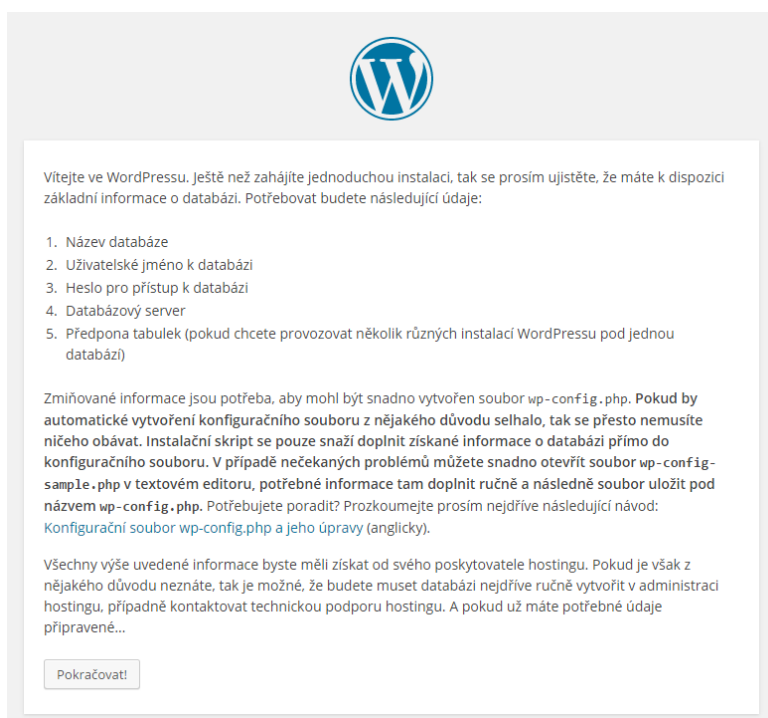 Vítejte ve WordPressu. Ještě než zahájíte jednoduchou instalaci, tak se prosím ujistěte, že máte k dispozici
základní informace o databázi. Potřebovat budete následující údaje:
1. Název databáze
2. Uživatelské jméno k databázi
3. Heslo pro přístup k databázi
4. Databázový server
5. Předpona tabulek (pokud chcete provozovat několik různých instalací WordPressu pod jednou
databází)
Zmiňované informace jsou potřeba, aby mohl být snadno vytvořen soubor wp-config.php. Pokud by
automatické vytvoření konfiguračního souboru z nějakého důvodu selhalo, tak se přesto nemusíte
ničeho obávat. Instalační skript se pouze snaží doplnit získané informace o databázi přímo do
konfiguračního souboru. V případě nečekaných problémů můžete snadno otevřít soubor wp-config-
sample.php v textovém editoru, potřebné informace tam doplnit ručně a následně soubor uložit pod
názvem wp-config.php. Potřebujete poradit? Prozkoumejte prosím nejdříve následující návod:
Konfigurační soubor wp-config.php a jeho úpravy (anglicky).
Všechny výše uvedené informace byste měli získat od svého poskytovatele hostingu. Pokud je však z
nějakého důvodu neznáte, tak je možné, že budete muset databázi nejdříve ručně vytvořit v administraci
hostingu, případně kontaktovat technickou podporu hostingu. A pokud už máte potřebné údaje
připravené…
Pokračovat!